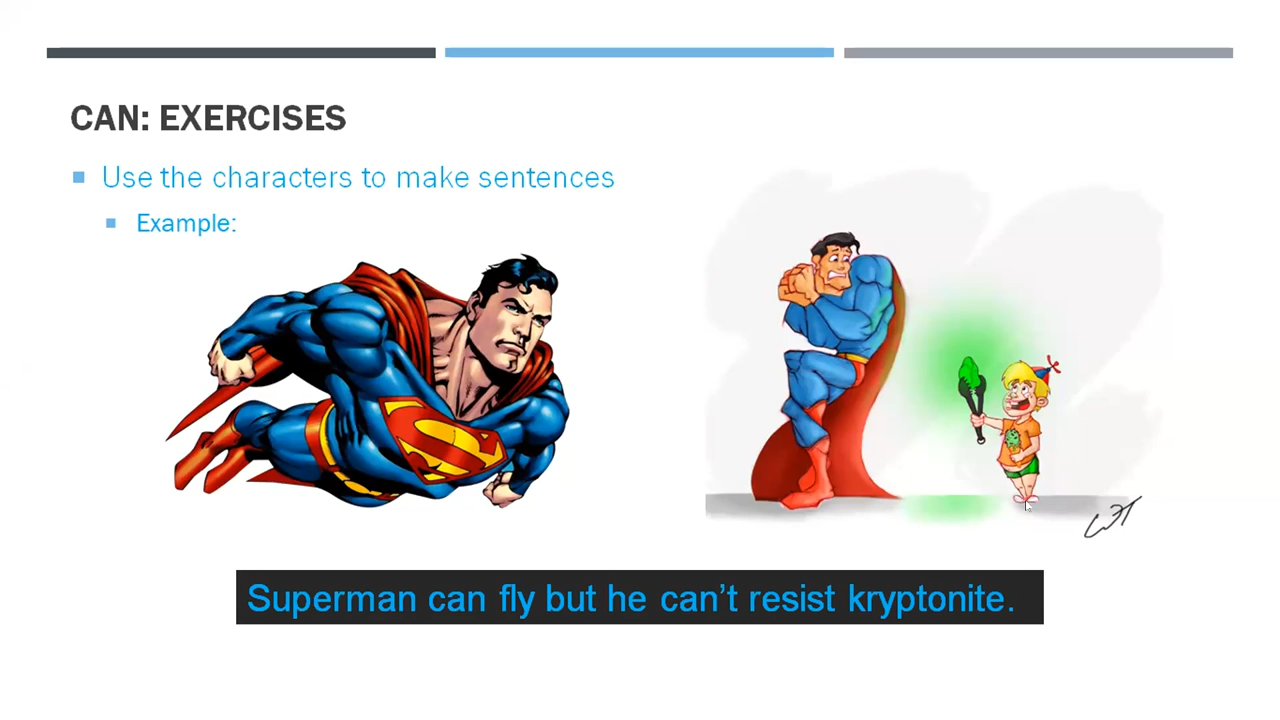 CAN: EXERCISES
Use the characters to make sentences
Example:
Superman can fly but he can’t resist kryptonite.